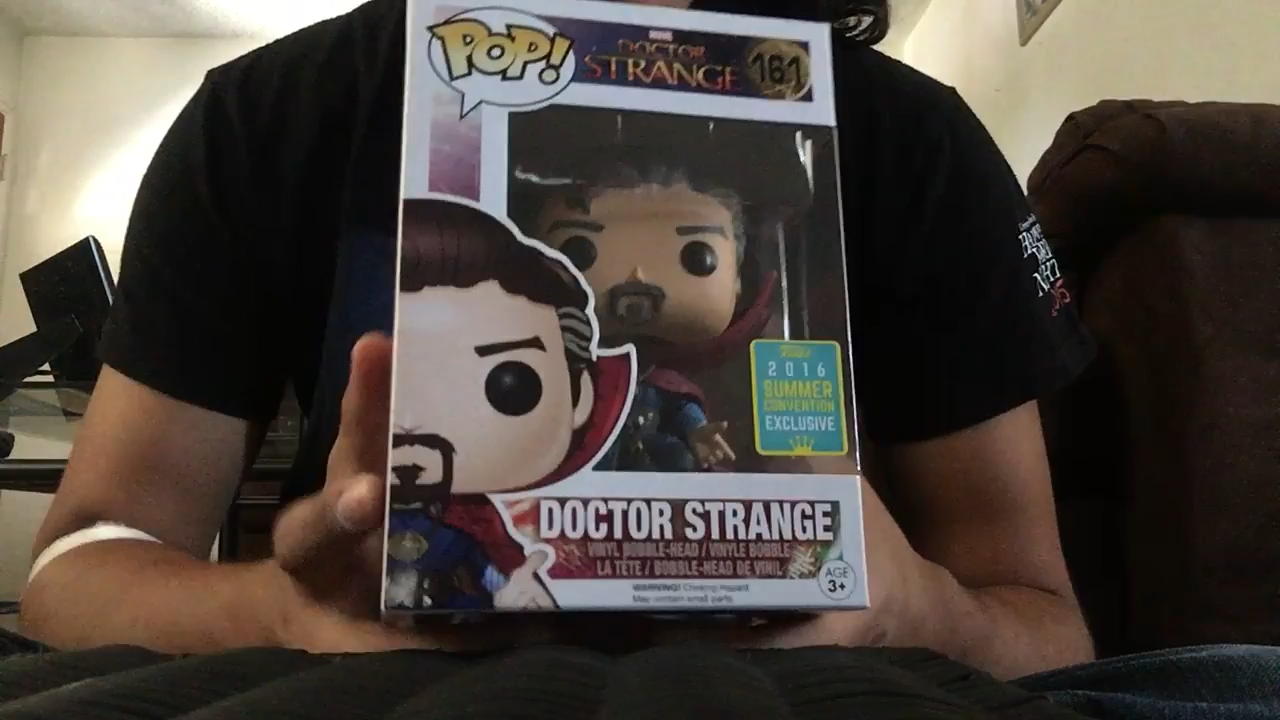 POP!
MARVEL
DOCTOR
STRANGE
161
Funko
2016
SUMMER
CONVENTION
EXCLUSIVE
DOCTOR STRANGE
VINYL BOBBLE-HEAD / VINYLE BOBBLE
LA TÊTE / BOBBLE-HEAD DE VINIL
WARNING! Choking Hazard
May contain small parts
AGE
3+